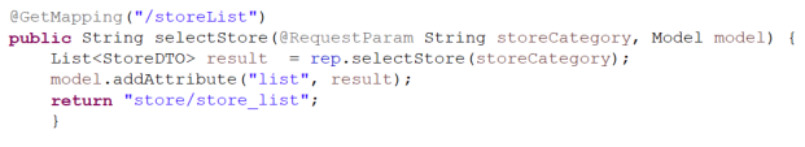 @GetMapping("/storeList")
public String selectStore(@RequestParam String storeCategory, Model model) {
    List<StoreDTO> result  = rep.selectStore(storeCategory);
    model.addAttribute("list", result);
    return "store/store_list";
    }